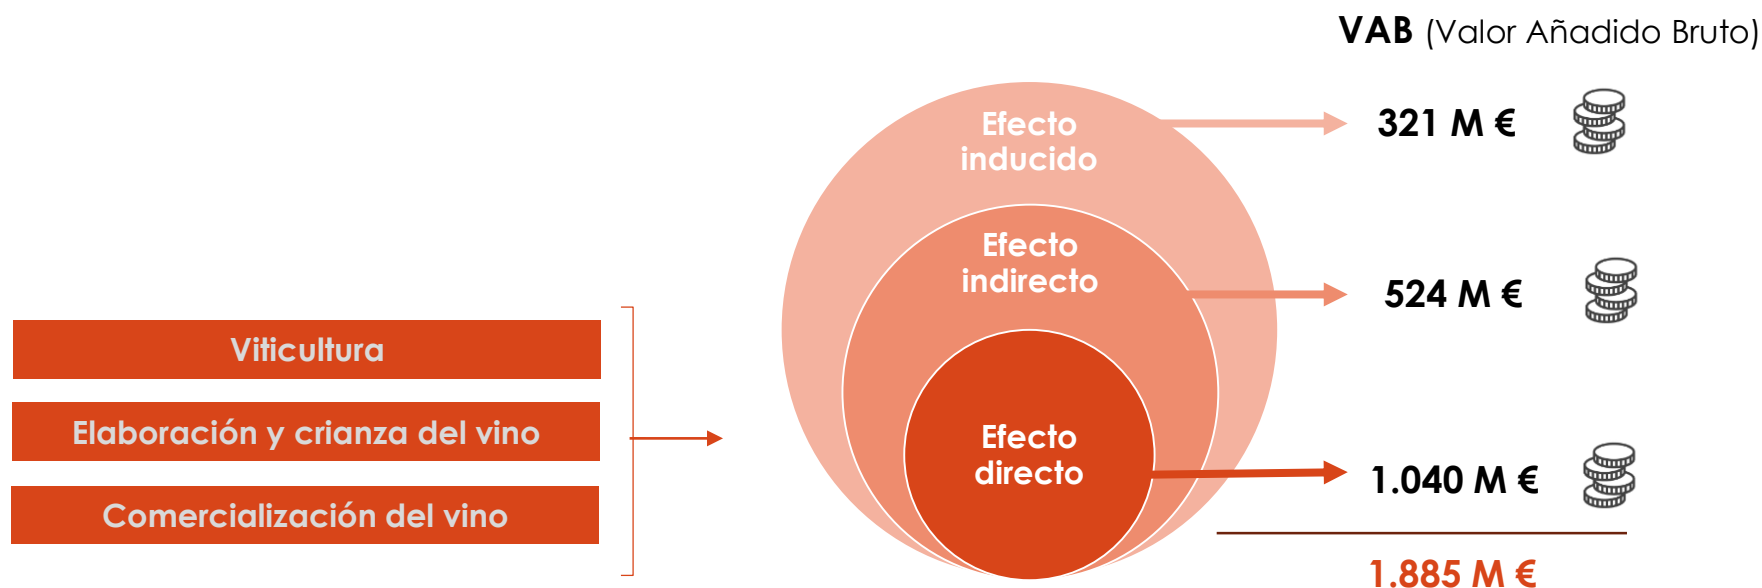 VAB (Valor Añadido Bruto)
Efecto
inducido
321 M €
Efecto
indirecto
524 M €
Viticultura
Elaboración y crianza del vino
Comercialización del vino
Efecto
directo
1.040 M €
1.885 M €